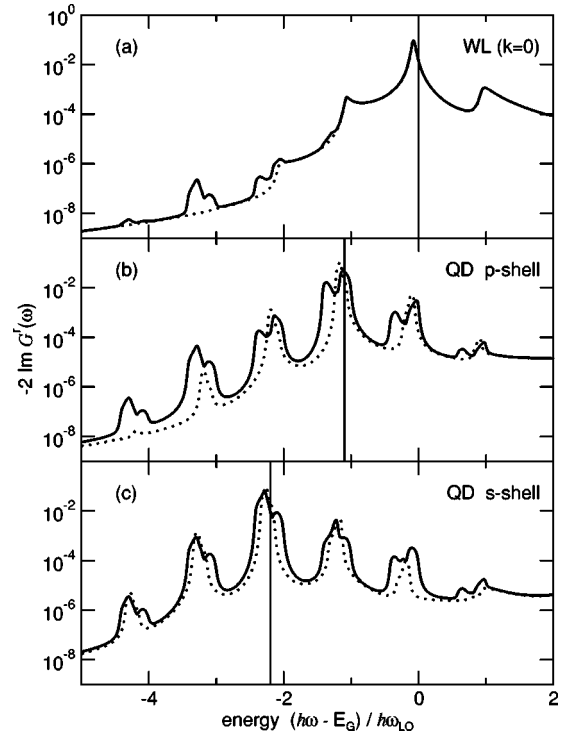 (a) WL (k=0)
10⁰
10⁻²
10⁻⁴
10⁻⁶
10⁻⁸
(b) QD p-shell
10⁻²
10⁻⁴
10⁻⁶
10⁻⁸
-2 Im Gʳ(ω)
(c) QD s-shell
10⁻²
10⁻⁴
10⁻⁶
10⁻⁸
-4 -2 0 2
energy (ħω - E_G) / ħω_LO